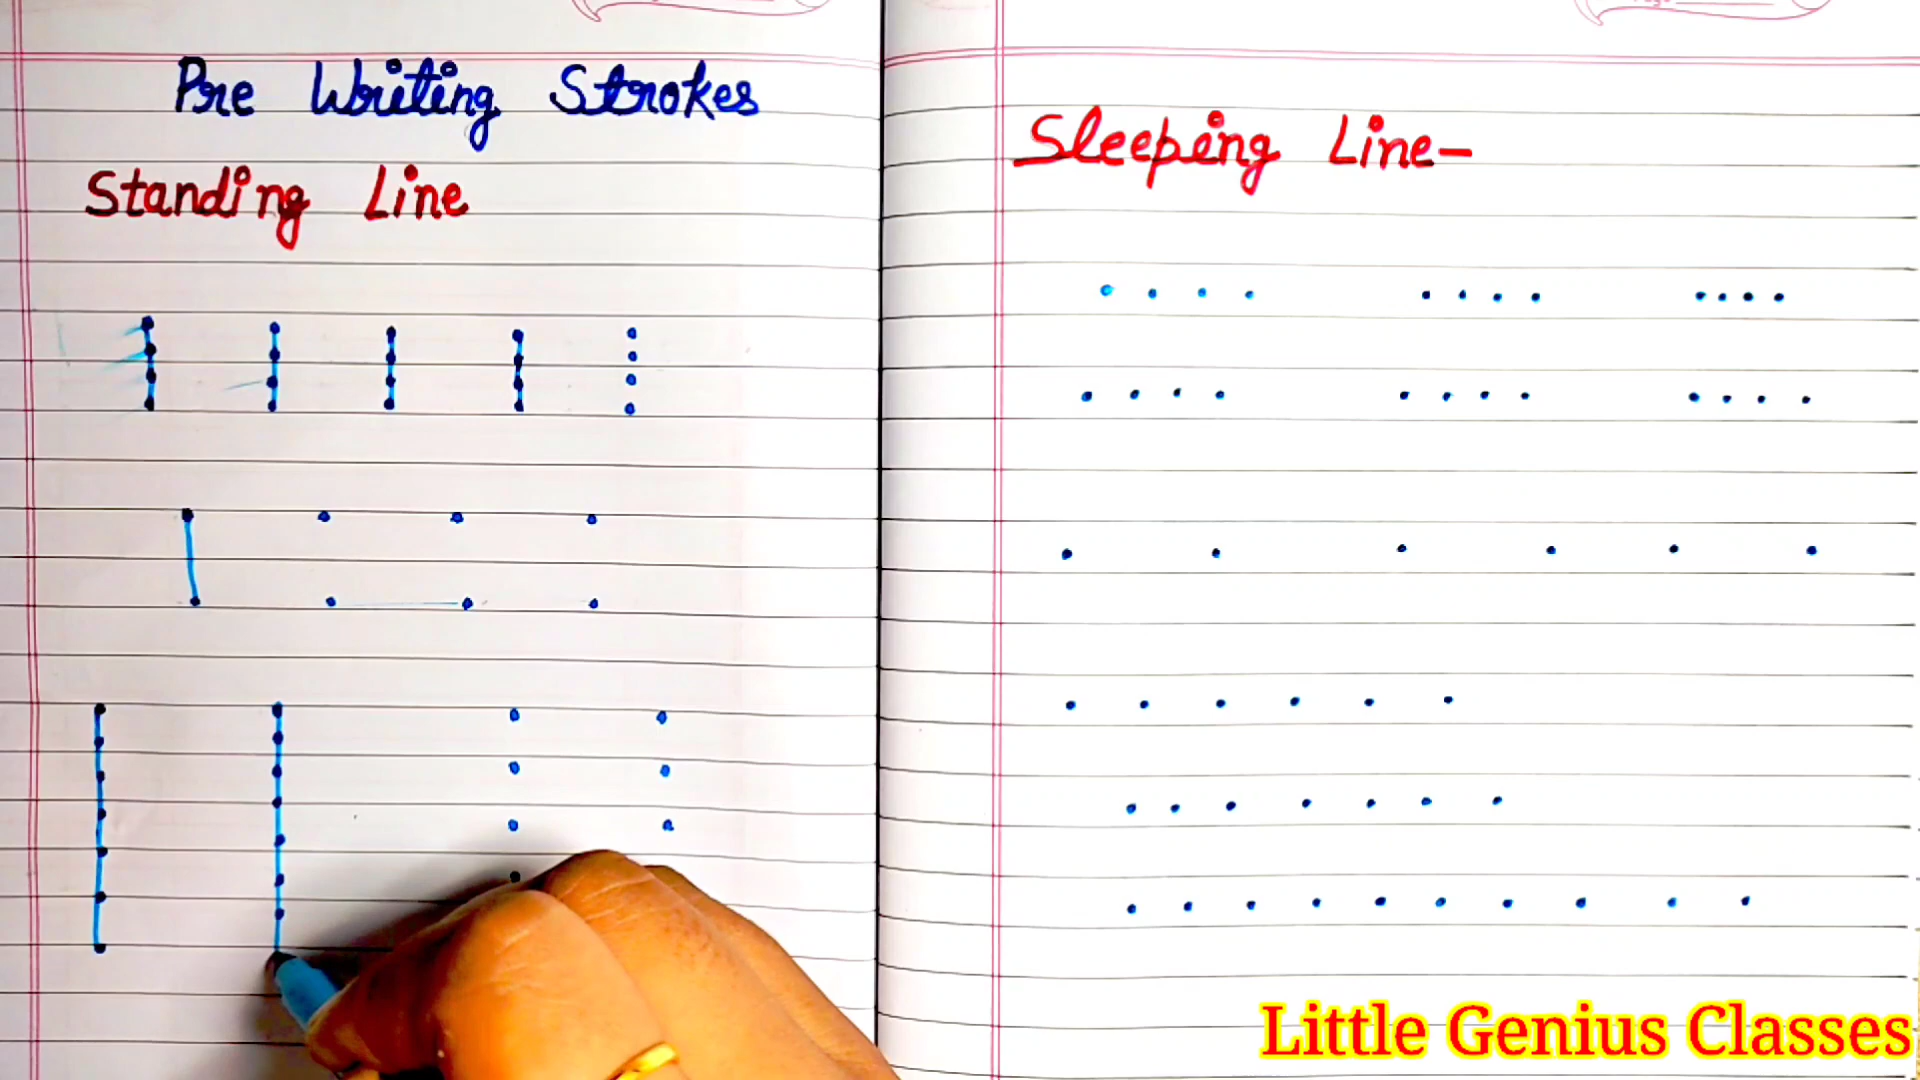 Pre Writing Strokes
Standing Line
Sleeping Line-
Little Genius Classes